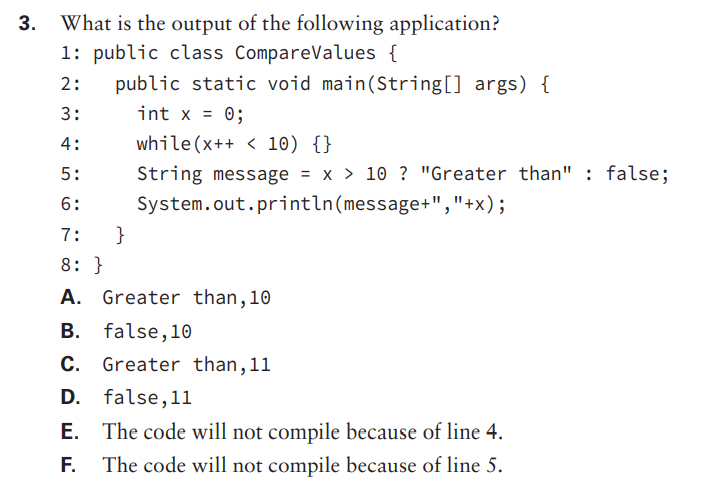 3. What is the output of the following application?
1: public class CompareValues {
2:   public static void main(String[] args) {
3:     int x = 0;
4:     while(x++ < 10) {}
5:     String message = x > 10 ? "Greater than" : false;
6:     System.out.println(message+","+x);
7:   }
8: }
A. Greater than,10
B. false,10
C. Greater than,11
D. false,11
E. The code will not compile because of line 4.
F. The code will not compile because of line 5.